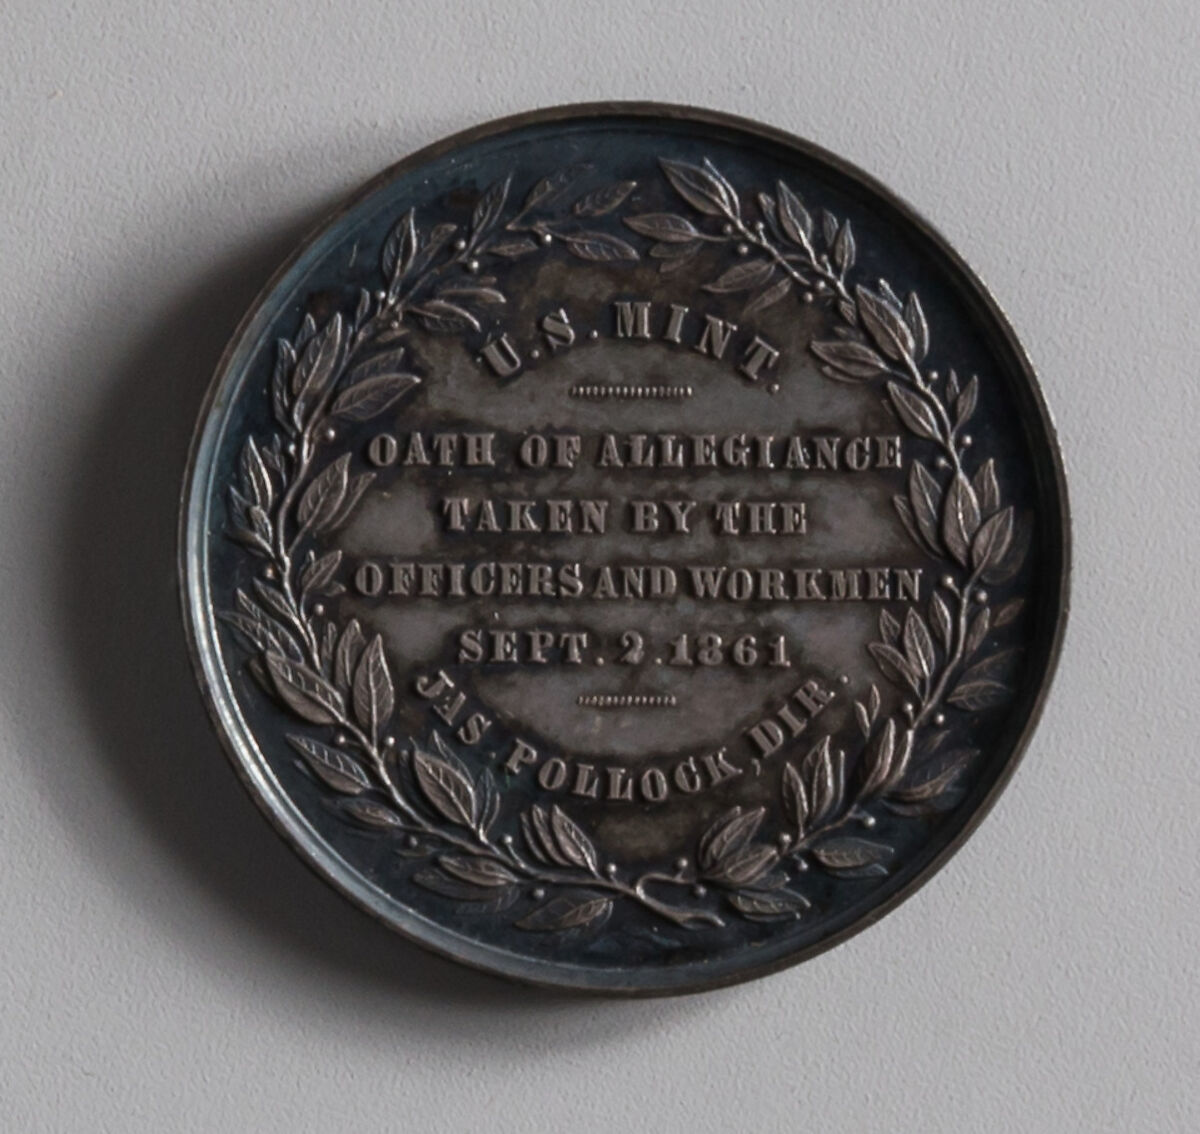 U.S.MINT.
OATH OF ALLEGIANCE
TAKEN BY THE
OFFICERS AND WORKMEN
SEPT.2.1861
JAS.POLLOCK,DIR.